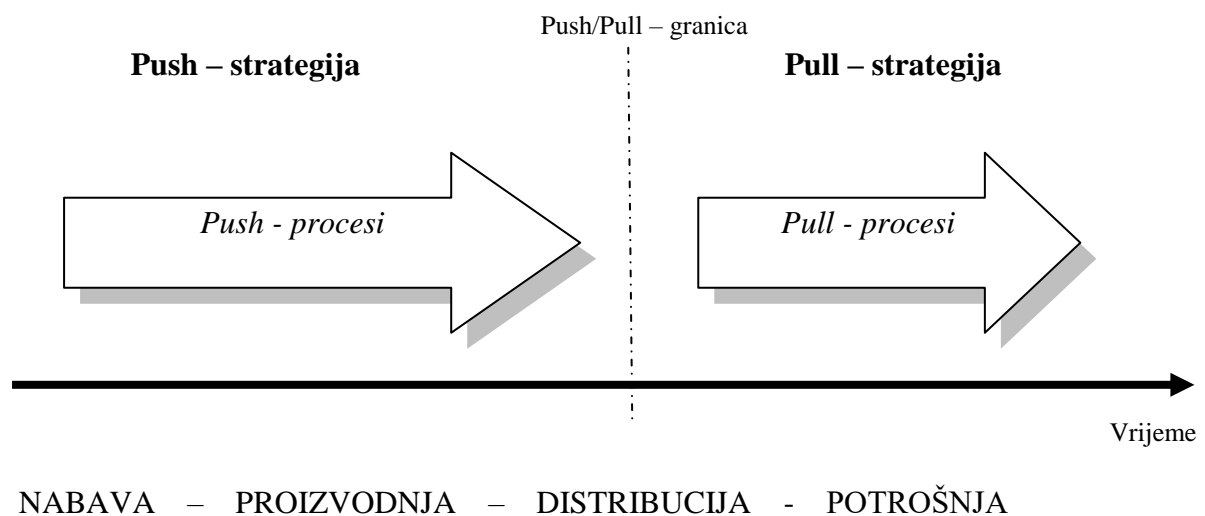 Push/Pull – granica
Push – strategija
Pull – strategija
Push - procesi
Pull - procesi
Vrijeme
NABAVA – PROIZVODNJA – DISTRIBUCIJA - POTROŠNJA